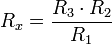 R_x = \frac{R_3 \cdot R_2}{R_1}